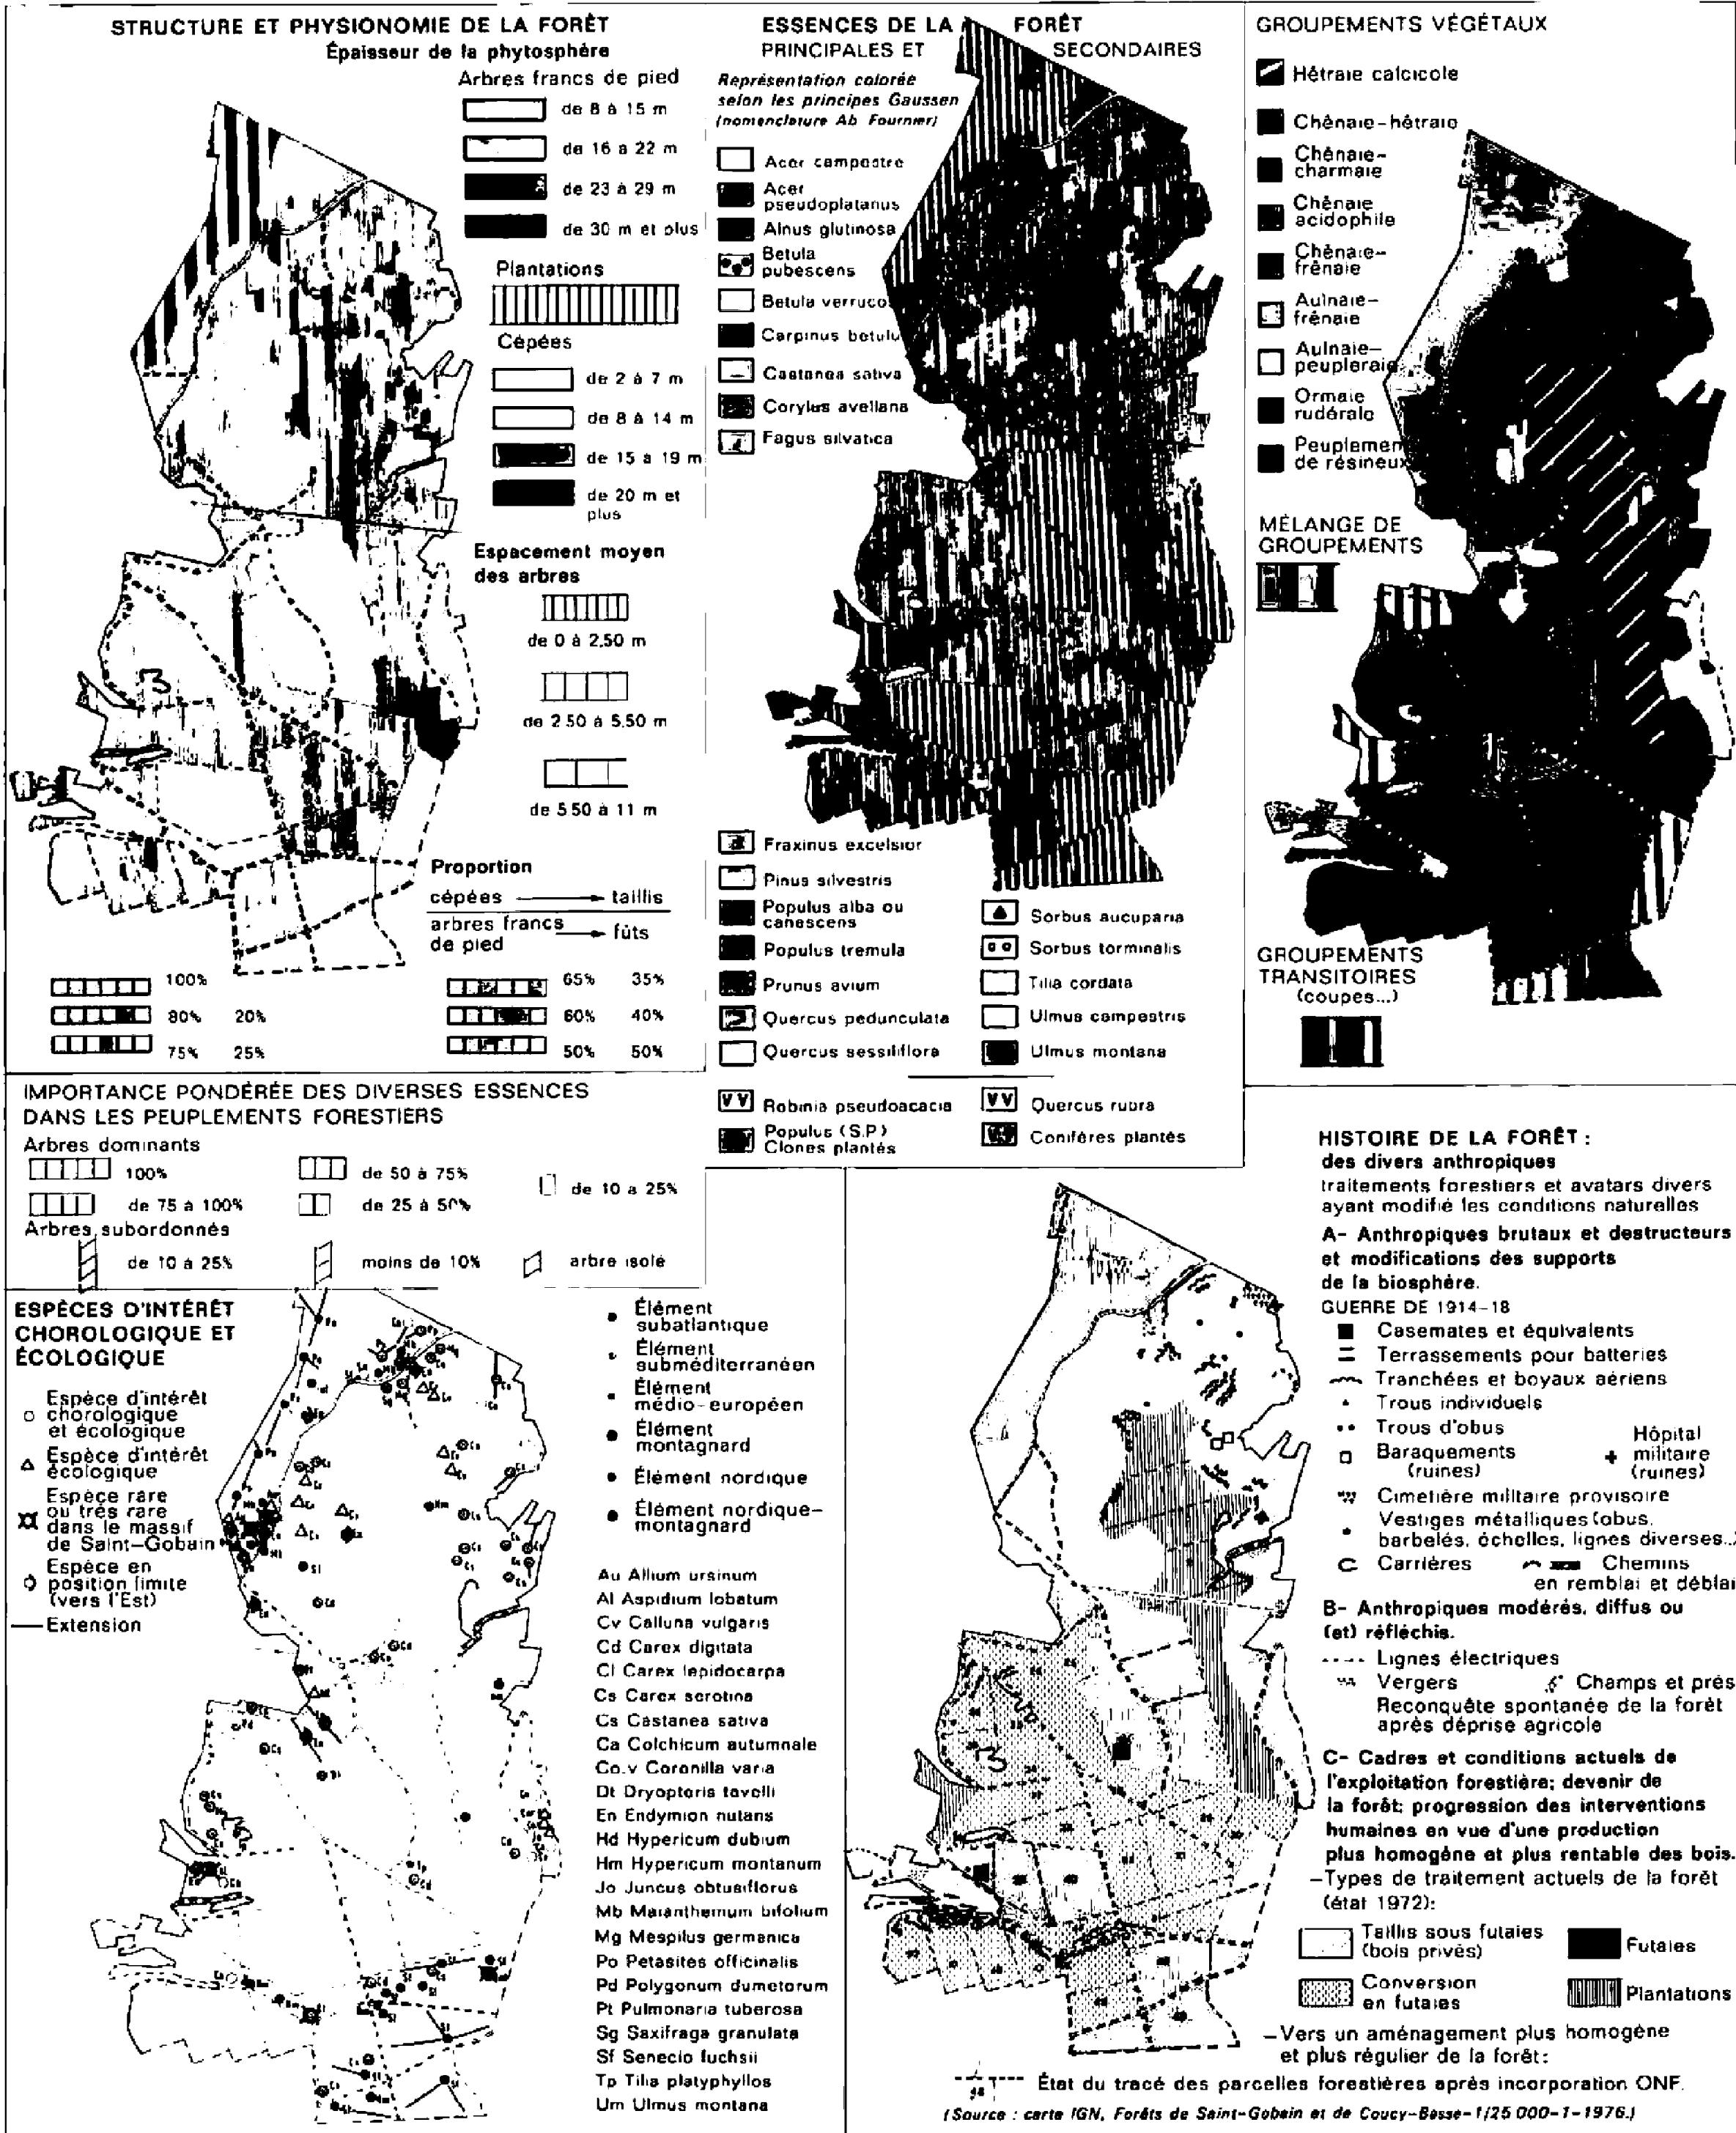 STRUCTURE ET PHYSIONOMIE DE LA FORÊT
Épaisseur de la phytosphère
Arbres francs de pied
de 8 à 15 m
de 16 a 22 m
de 23 à 29 m
de 30 m et plus
Plantations
Cépées
de 2 à 7 m
de 8 à 14 m
de 15 a 19 m
de 20 m et
plus
Espacement moyen
des arbres
de 0 à 2,50 m
de 2 50 à 5,50 m
de 5 50 à 11 m
Proportion
cépées taillis
arbres francs
de pied fûts
100%
80% 20%
75% 25%
65% 35%
60% 40%
50% 50%
ESSENCES DE LA FORÊT
PRINCIPALES ET SECONDAIRES
Représentation colorée
selon les principes Gaussen
(nomenclature Ab Fournier)
Acer campostre
Acer
pseudoplatanus
Alnus glutinosa
Betula
pubescens
Betula verruco
Carpinus betulu
Castanea sativa
Corylus avellana
Fagus silvatica
Fraxinus excelsior
Pinus silvestris
Populus alba ou
canescens
Populus tremula
Prunus avium
Quercus pedunculata
Quercus sessiliflora
Sorbus aucuparia
Sorbus torminalis
Tilia cordata
Ulmus campestris
Ulmus montana
Robinia pseudoacacia
Populus (S.P)
Clones plantés
Quercus rubra
Conifères plantés
GROUPEMENTS VÉGÉTAUX
Hétraie calcicole
Chênaie-hêtraie
Chênaie-
charmaie
Chênaie
acidophile
Chênaie-
frênaie
Aulnaie-
frênaie
Aulnaie-
peupleraie
Ormaie
rudérale
Peuplemen
de résineux
MÉLANGE DE
GROUPEMENTS
GROUPEMENTS
TRANSITOIRES
(coupes...)
IMPORTANCE PONDÉRÉE DES DIVERSES ESSENCES
DANS LES PEUPLEMENTS FORESTIERS
Arbres dominants
100%
de 50 à 75%
de 10 a 25%
de 75 à 100%
de 25 à 50%
Arbres subordonnés
de 10 à 25%
moins de 10%
arbre isolé
ESPÈCES D'INTÉRÊT
CHOROLOGIQUE ET
ÉCOLOGIQUE
Espèce d'intérêt
chorologique
et écologique
Espèce d'intérêt
écologique
Espèce rare
ou très rare
dans le massif
de Saint-Gobain
Espèce en
position limite
(vers l'Est)
Extension
Élément
subatlantique
Élément
subméditerranéen
Élément
médio-européen
Élément
montagnard
Élément nordique
Élément nordique-
montagnard
Au Allium ursinum
Al Aspidium lobatum
Cv Calluna vulgaris
Cd Carex digitata
Cl Carex lepidocarpa
Cs Carex serotina
Cs Castanea sativa
Ca Colchicum autumnale
Co.v Coronilla varia
Dt Dryoptoris tavelli
En Endymion nutans
Hd Hypericum dubium
Hm Hypericum montanum
Jo Juncus obtusiflorus
Mb Maianthemum bifolium
Mg Mespilus germanica
Po Petasites officinalis
Pd Polygonum dumetorum
Pt Pulmonaria tuberosa
Sg Saxifraga granulata
Sf Senecio fuchsii
Tp Tilia platyphyllos
Um Ulmus montana
HISTOIRE DE LA FORÊT :
des divers anthropiques
traitements forestiers et avatars divers
ayant modifié les conditions naturelles
A- Anthropiques brutaux et destructeurs
et modifications des supports
de la biosphère.
GUERRE DE 1914-18
Casemates et équivalents
Terrassements pour batteries
Tranchées et boyaux aériens
Trous individuels
Trous d'obus
Baraquements
(ruines)
Hôpital
militaire
(ruines)
Cimetière militaire provisoire
Vestiges métalliques (obus,
barbelés, échelles, lignes diverses...)
Carrières
Chemins
en remblai et déblai
B- Anthropiques modérés, diffus ou
(et) réfléchis.
Lignes électriques
Vergers
Champs et prés
Reconquête spontanée de la forêt
après déprise agricole
C- Cadres et conditions actuels de
l'exploitation forestière; devenir de
la forêt: progression des interventions
humaines en vue d'une production
plus homogène et plus rentable des bois.
-Types de traitement actuels de la forêt
(état 1972):
Taillis sous futaies
(bois privés)
Futaies
Conversion
en futaies
Plantations
-Vers un aménagement plus homogène
et plus régulier de la forêt:
État du tracé des parcelles forestières après incorporation ONF.
(Source : carte IGN, Forêts de Saint-Gobain et de Coucy-Basse-1/25 000-1-1976.)